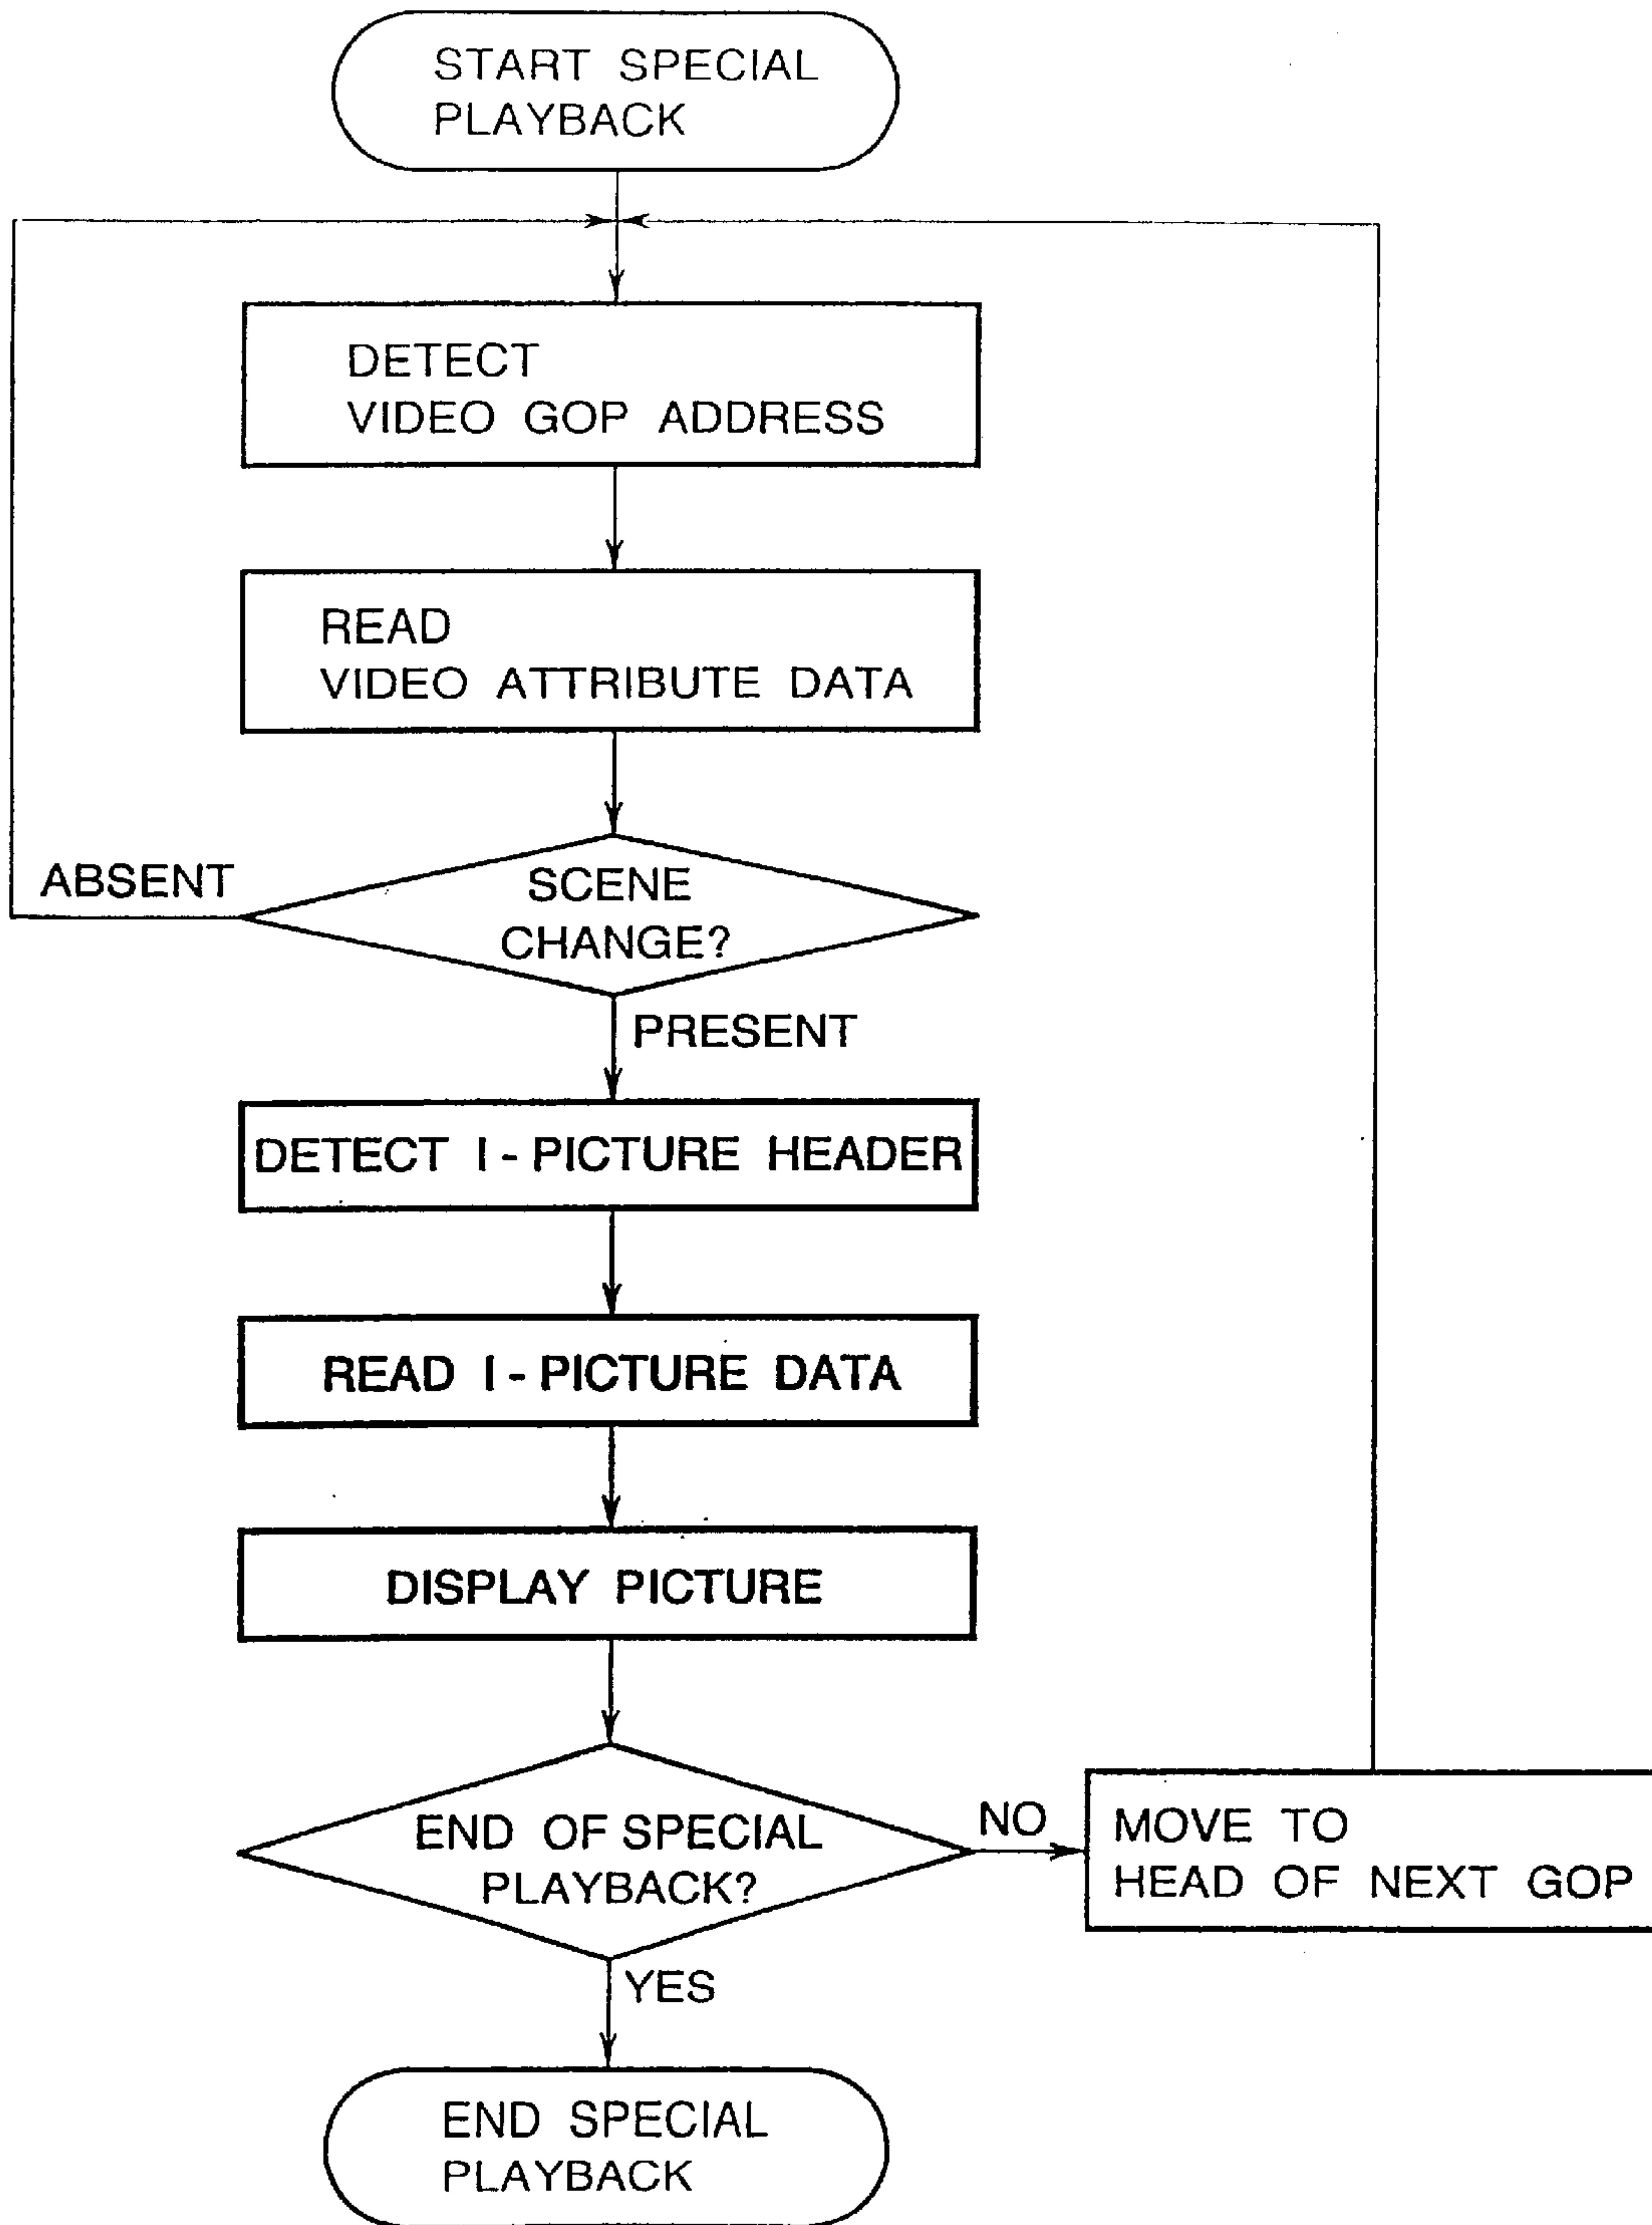 START SPECIAL
PLAYBACK
DETECT
VIDEO GOP ADDRESS
READ
VIDEO ATTRIBUTE DATA
ABSENT
SCENE
CHANGE?
PRESENT
DETECT I - PICTURE HEADER
READ I - PICTURE DATA
DISPLAY PICTURE
END OF SPECIAL
PLAYBACK?
NO
MOVE TO
HEAD OF NEXT GOP
YES
END SPECIAL
PLAYBACK